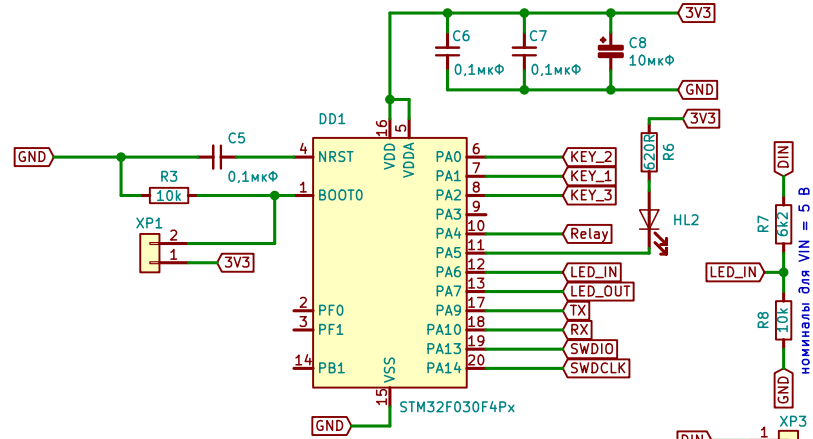 3V3
C6
0,1мкФ
C7
0,1мкФ
C8
10мкФ
GND
DD1
16
VDD
5
VDDA
GND
C5
0,1мкФ
R3
10k
4
NRST
1
BOOT0
XP1
2
1
3V3
2
PF0
3
PF1
14
PB1
VSS
15
GND
STM32F030F4Px
PA0
6
KEY_2
PA1
7
KEY_1
PA2
8
KEY_3
PA3
9
PA4
10
Relay
PA5
11
PA6
12
LED_IN
PA7
13
LED_OUT
PA9
17
TX
PA10
18
RX
PA13
19
SWDIO
PA14
20
SWDCLK
3V3
620R
R6
HL2
DIN
R7
6k2
LED_IN
R8
10k
GND
номиналы для VIN = 5 В
XP3
DIN
1